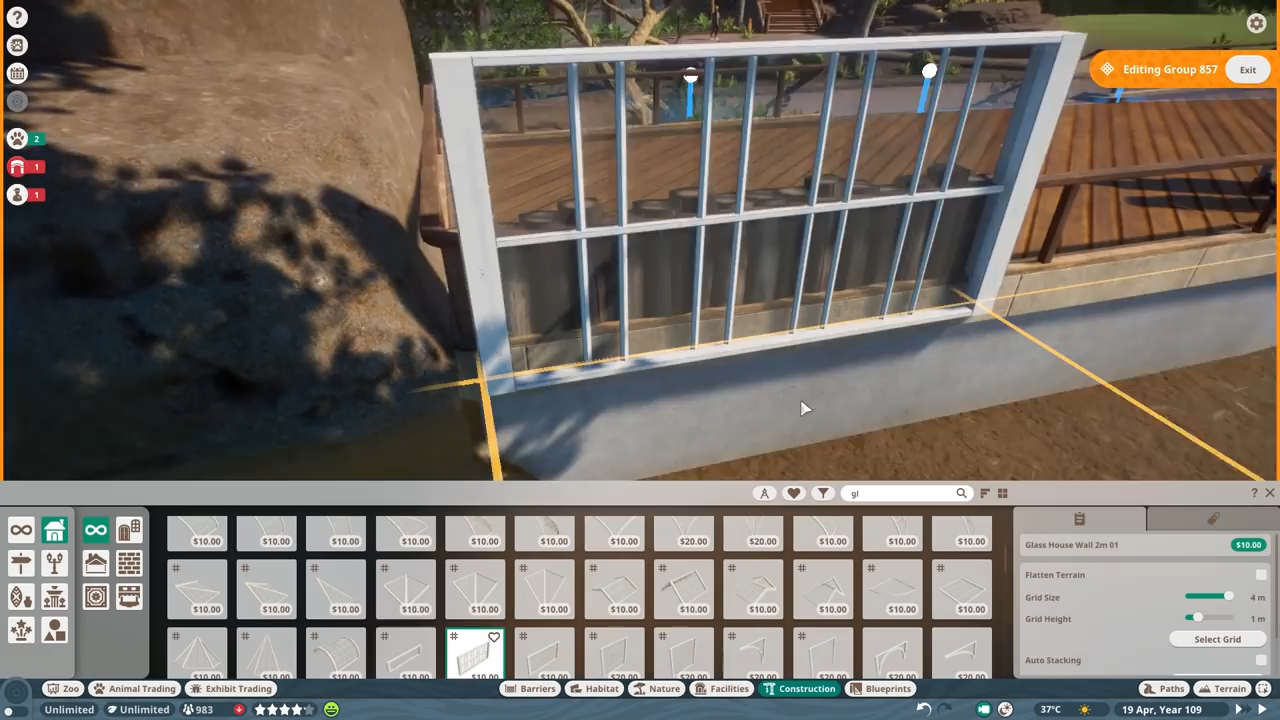 ?
Editing Group 857
Exit
2
1
1
gl
?
$10.00 $10.00 $10.00 $10.00 $10.00 $10.00 $10.00 $20.00 $20.00 $10.00 $10.00 $10.00
$10.00 $10.00 $10.00 $10.00 $10.00 $10.00 $10.00 $10.00 $10.00 $10.00 $10.00 $10.00
Glass House Wall 2m 01
$10.00
Flatten Terrain
Grid Size
4 m
Grid Height
1 m
Select Grid
Auto Stacking
Zoo
Animal Trading
Exhibit Trading
Barriers
Habitat
Nature
Facilities
Construction
Blueprints
Paths
Terrain
Unlimited
Unlimited
983
37°C
19 Apr, Year 109